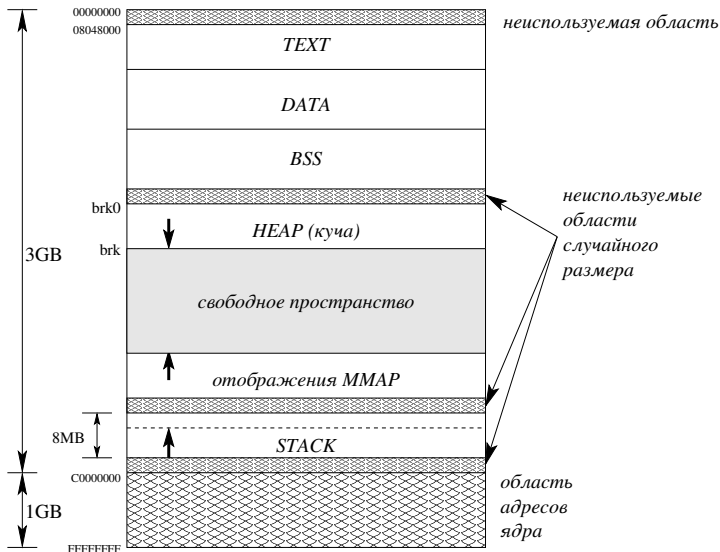 00000000
неиспользуемая область
08048000
TEXT
DATA
BSS
неиспользуемые
области
случайного
размера
brk0
HEAP (куча)
brk
3GB
свободное пространство
отображения MMAP
8MB
STACK
C0000000
область
адресов
ядра
1GB
FFFFFFFF